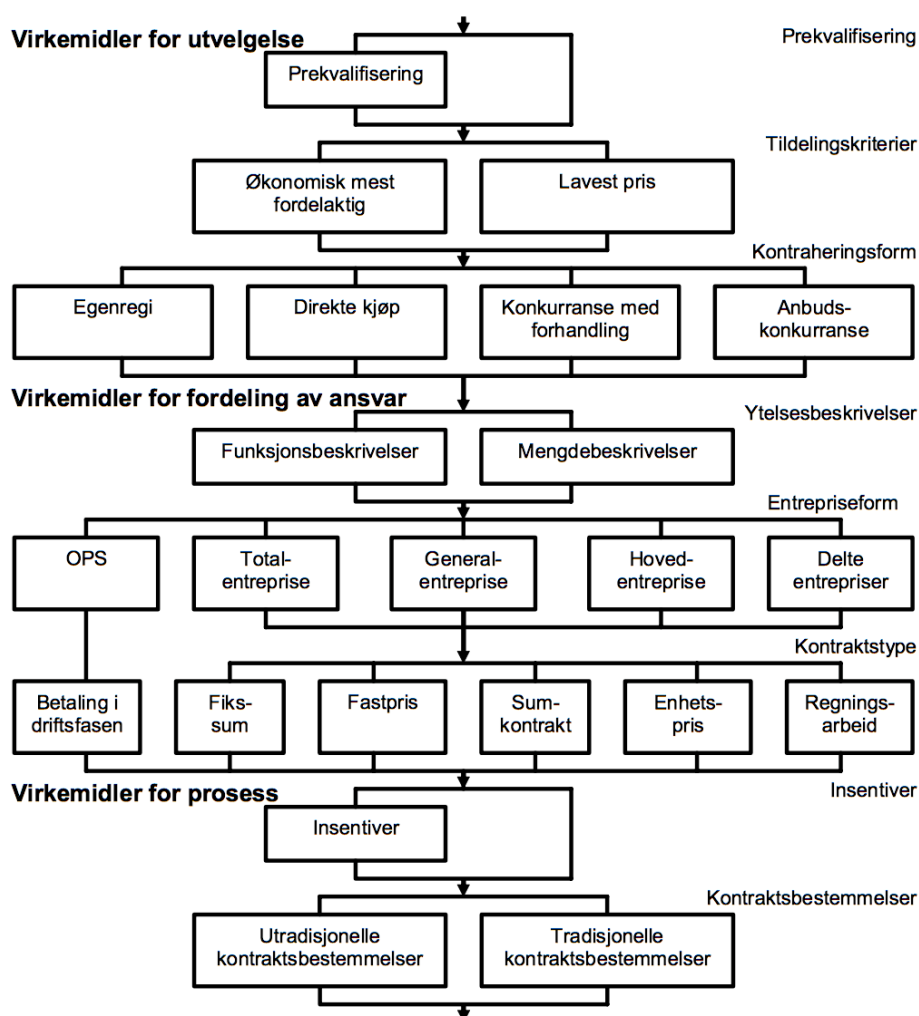 Virkemidler for utvelgelse
Prekvalifisering
Prekvalifisering
Tildelingskriterier
Økonomisk mest
fordelaktig
Lavest pris
Kontraheringsform
Egenregi
Direkte kjøp
Konkurranse med
forhandling
Anbuds-
konkurranse
Virkemidler for fordeling av ansvar
Ytelsesbeskrivelser
Funksjonsbeskrivelser
Mengdebeskrivelser
Entrepriseform
OPS
Total-
entreprise
General-
entreprise
Hoved-
entreprise
Delte
entrepriser
Kontraktstype
Betaling i
driftsfasen
Fiks-
sum
Fastpris
Sum-
kontrakt
Enhets-
pris
Regnings-
arbeid
Virkemidler for prosess
Insentiver
Insentiver
Kontraktsbestemmelser
Utradisjonelle
kontraktsbestemmelser
Tradisjonelle
kontraktsbestemmelser